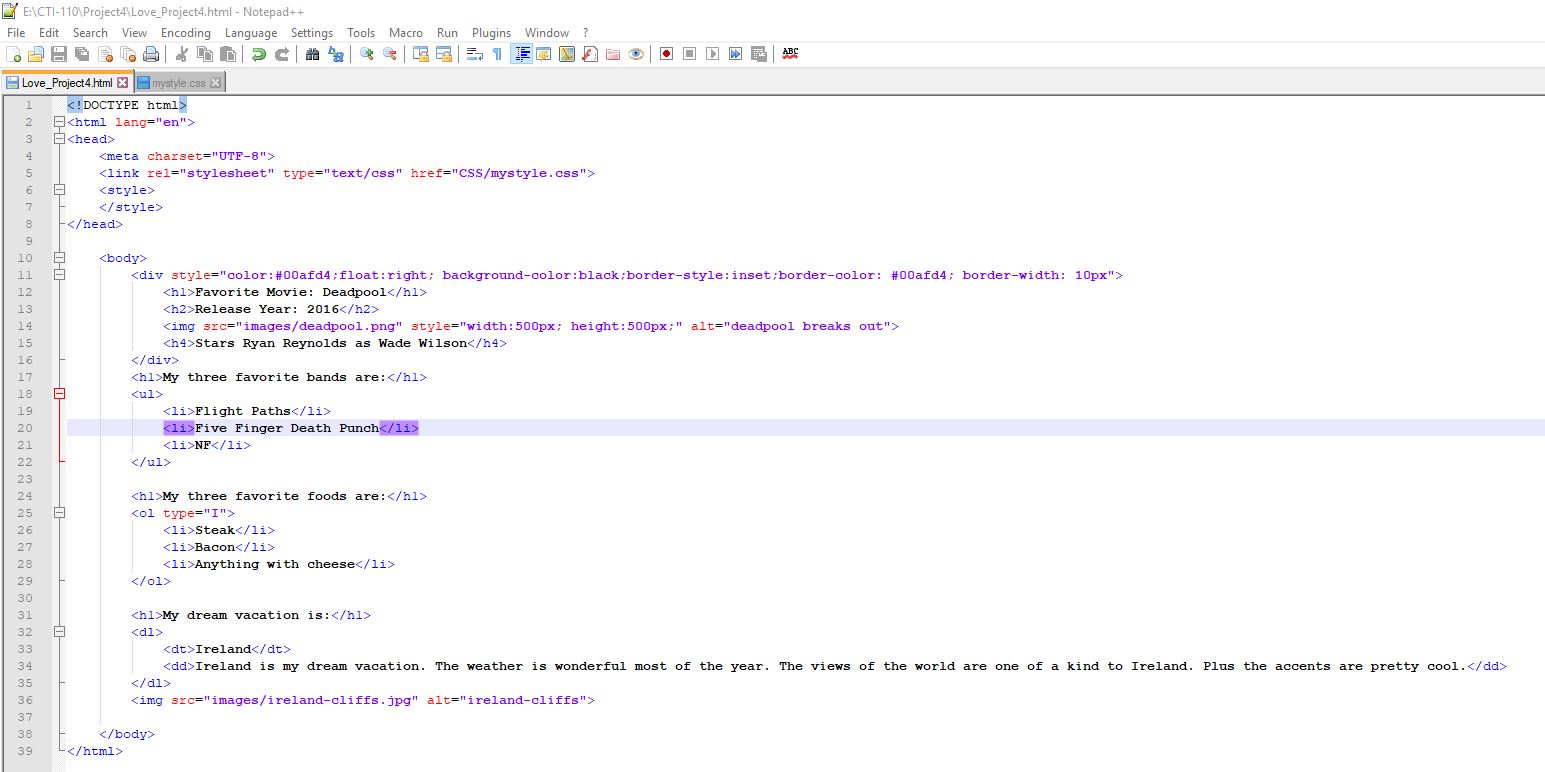 E:\CTI-110\Project4\Love_Project4.html - Notepad++
File Edit Search View Encoding Language Settings Tools Macro Run Plugins Window ?
ABC
Love_Project4.html mystyle.css
1 <!DOCTYPE html>
2 <html lang="en">
3 <head>
4 <meta charset="UTF-8">
5 <link rel="stylesheet" type="text/css" href="CSS/mystyle.css">
6 <style>
7 </style>
8 </head>
9
10 <body>
11 <div style="color:#00afd4;float:right; background-color:black;border-style:inset;border-color: #00afd4; border-width: 10px">
12 <h1>Favorite Movie: Deadpool</h1>
13 <h2>Release Year: 2016</h2>
14 <img src="images/deadpool.png" style="width:500px; height:500px;" alt="deadpool breaks out">
15 <h4>Stars Ryan Reynolds as Wade Wilson</h4>
16 </div>
17 <h1>My three favorite bands are:</h1>
18 <ul>
19 <li>Flight Paths</li>
20 <li>Five Finger Death Punch</li>
21 <li>NF</li>
22 </ul>
23
24 <h1>My three favorite foods are:</h1>
25 <ol type="I">
26 <li>Steak</li>
27 <li>Bacon</li>
28 <li>Anything with cheese</li>
29 </ol>
30
31 <h1>My dream vacation is:</h1>
32 <dl>
33 <dt>Ireland</dt>
34 <dd>Ireland is my dream vacation. The weather is wonderful most of the year. The views of the world are one of a kind to Ireland. Plus the accents are pretty cool.</dd>
35 </dl>
36 <img src="images/ireland-cliffs.jpg" alt="ireland-cliffs">
37
38 </body>
39 </html>